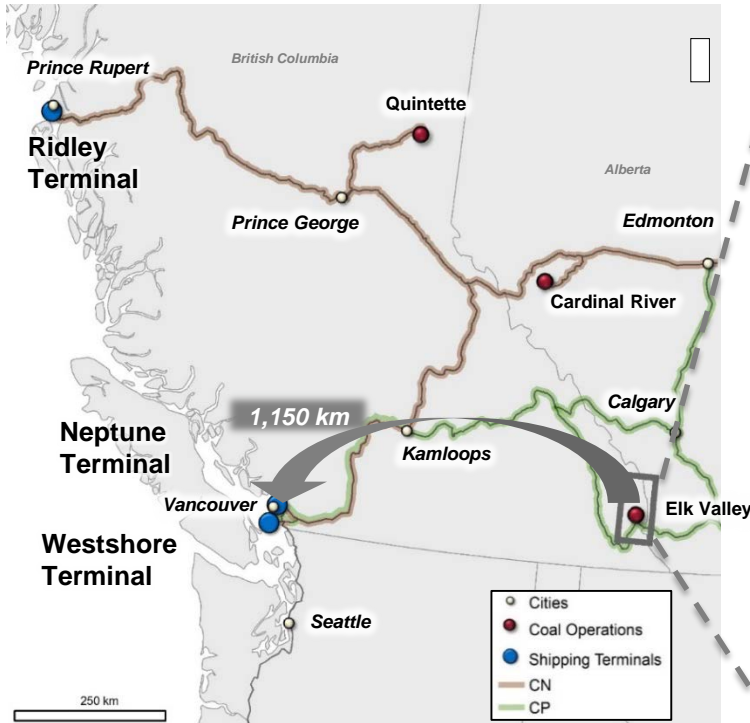 Prince Rupert
British Columbia
Quintette
Ridley
Terminal
Alberta
Prince George
Edmonton
Cardinal River
1,150 km
Calgary
Neptune
Terminal
Kamloops
Vancouver
Elk Valley
Westshore
Terminal
Seattle
Cities
Coal Operations
Shipping Terminals
CN
CP
250 km